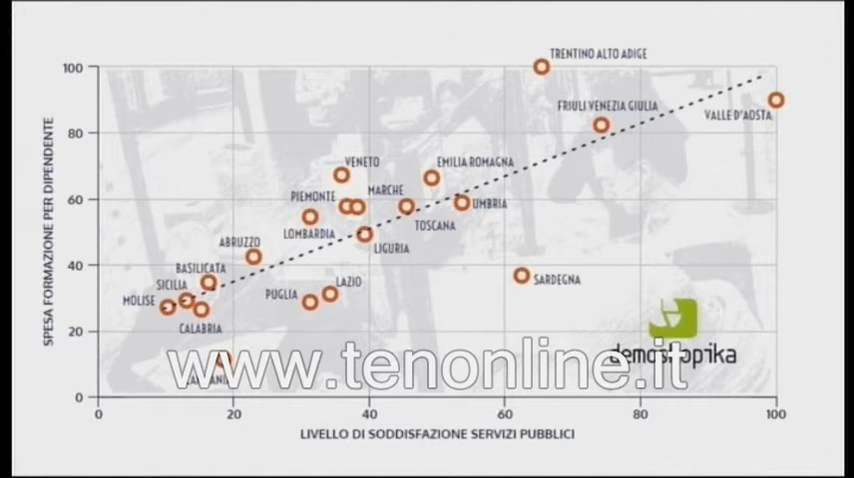 TRENTINO ALTO ADIGE
100
FRIULI VENEZIA GIULIA
VALLE D'AOSTA
80
VENETO
EMILIA ROMAGNA
PIEMONTE
MARCHE
60
UMBRIA
LOMBARDIA
TOSCANA
ABRUZZO
LIGURIA
40
BASILICATA
SICILIA
LAZIO
SARDEGNA
MOLISE
PUGLIA
CALABRIA
20
demoskopika
www.tenonline.it
0
0 20 40 60 80 100
LIVELLO DI SODDISFAZIONE SERVIZI PUBBLICI
SPESA FORMAZIONE PER DIPENDENTE